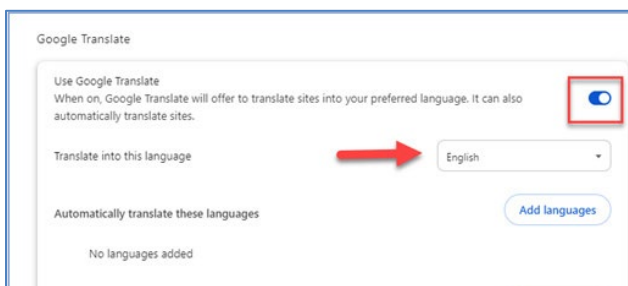 Google Translate
Use Google Translate
When on, Google Translate will offer to translate sites into your preferred language. It can also
automatically translate sites.
Translate into this language
English
Automatically translate these languages
Add languages
No languages added